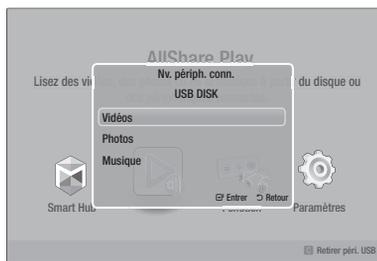 AllShare Play
Nv. périph. conn.
Lisez des vi
du disque ou
USB DISK
Vidéos
Photos
Musique
Entrer Retour
Smart Hub
Fonction
Paramètres
Retirer péri. USB